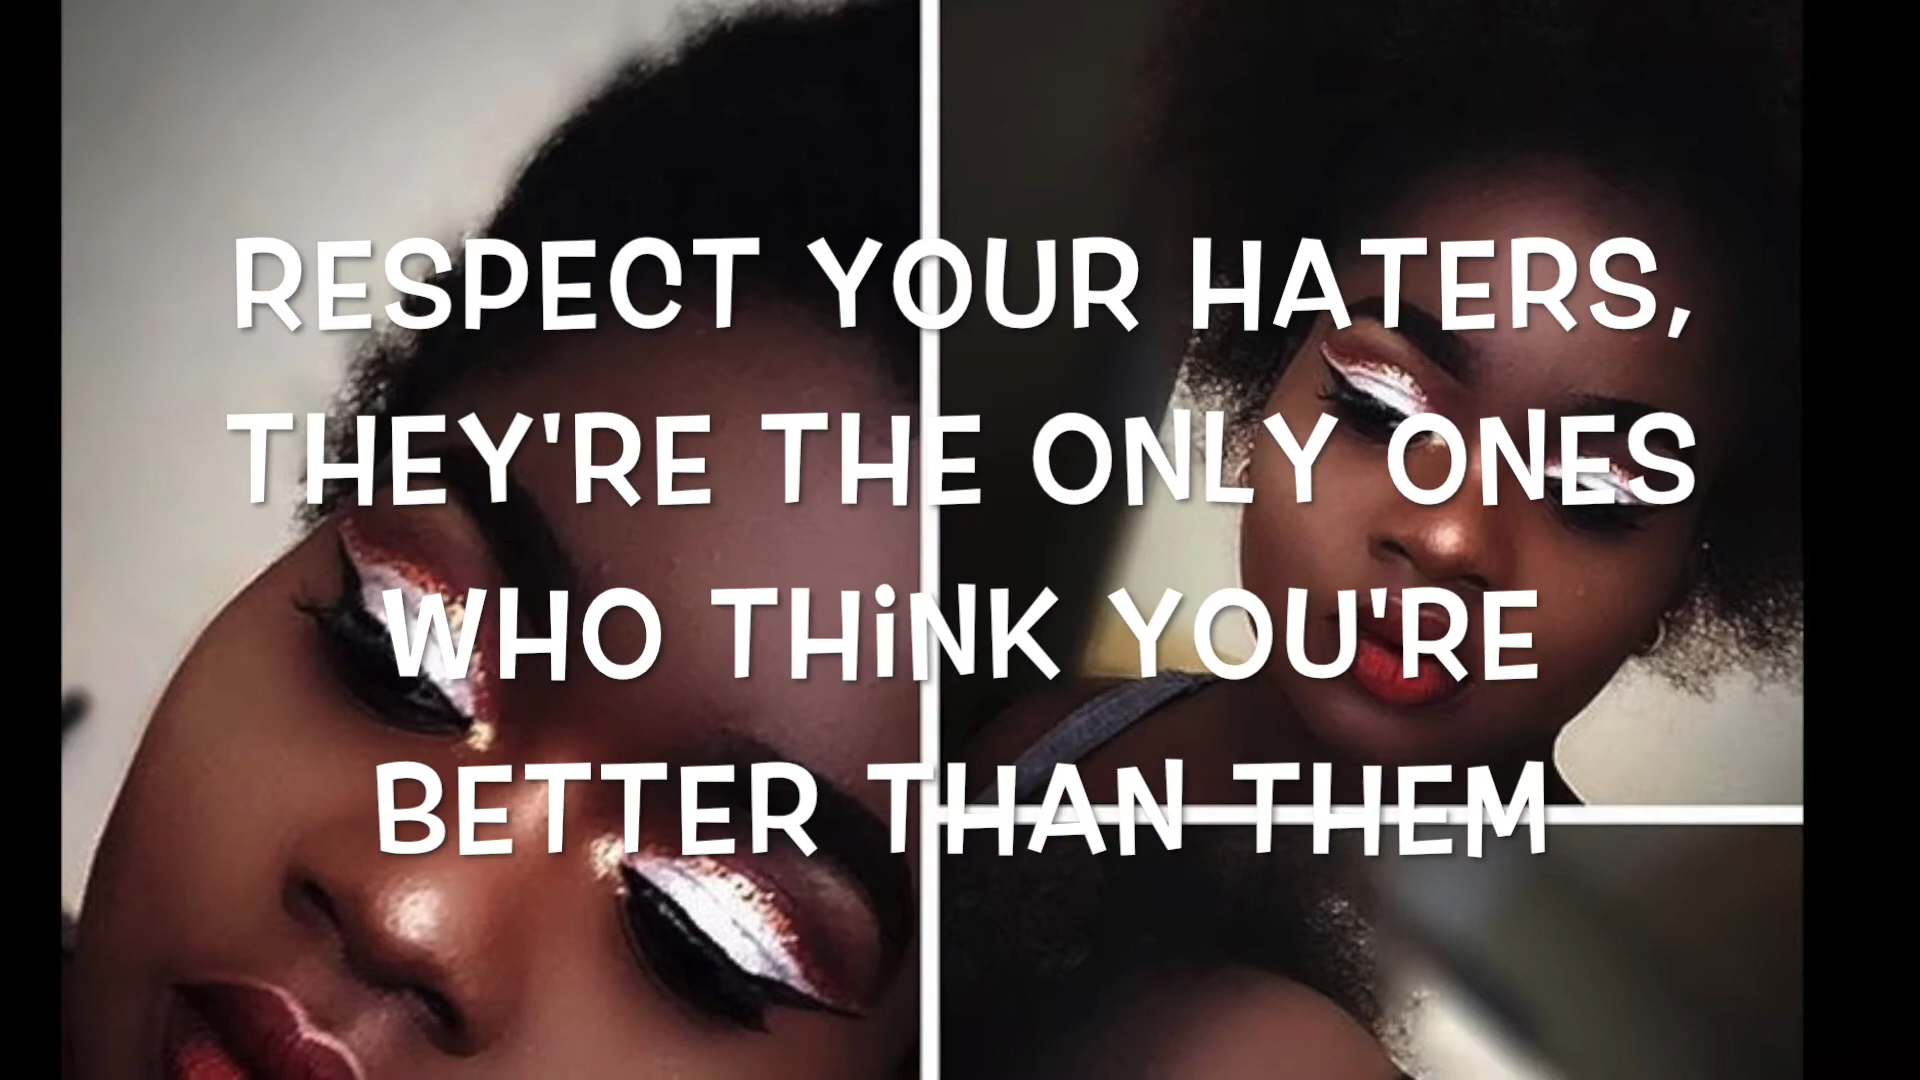 RESPECT YOUR HATERS,
THEY'RE THE ONLY ONES
WHO THiNK YOU'RE
BETTER THAN THEM